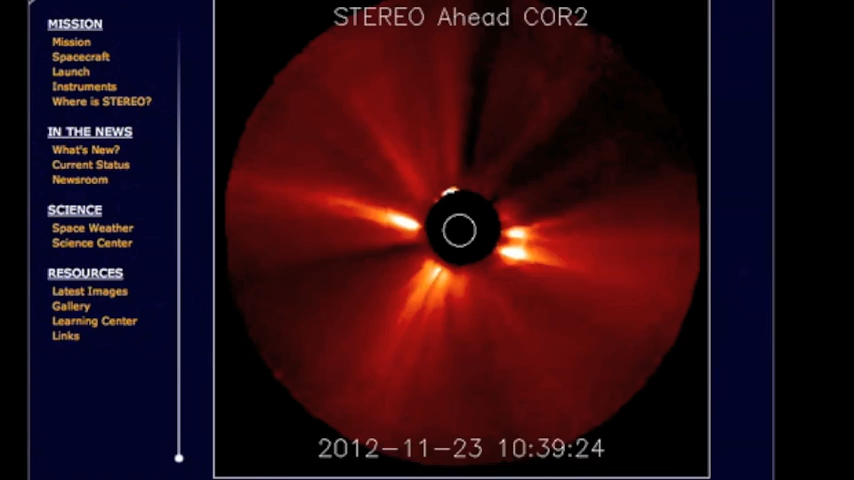 MISSION
Mission
Spacecraft
Launch
Instruments
Where is STEREO?
IN THE NEWS
What's New?
Current Status
Newsroom
SCIENCE
Space Weather
Science Center
RESOURCES
Latest Images
Gallery
Learning Center
Links
STEREO Ahead COR2
2012-11-23 10:39:24